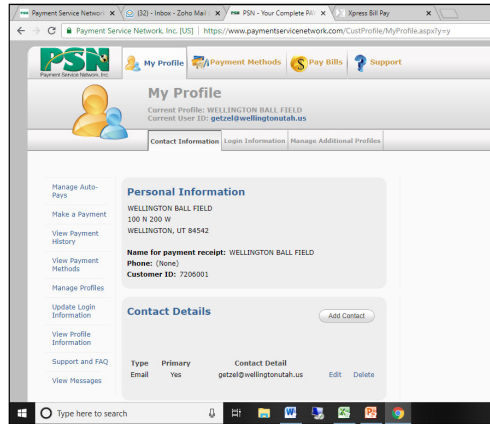 Payment Service Network
(32) - Inbox - Zoho Mail
PSN - Your Complete PA
Xpress Bill Pay
Payment Service Network, Inc. [US] | https://www.paymentservicenetwork.com/CustProfile/MyProfile.aspx?y=y
PSN
Payment Service Network, Inc.
My Profile
Payment Methods
Pay Bills
Support
My Profile
Current Profile: WELLINGTON BALL FIELD
Current User ID: getzel@wellingtonutah.us
Contact Information
Login Information
Manage Additional Profiles
Manage Auto-
Pays
Make a Payment
View Payment
History
View Payment
Methods
Manage Profiles
Update Login
Information
View Profile
Information
Support and FAQ
View Messages
Personal Information
WELLINGTON BALL FIELD
100 N 200 W
WELLINGTON, UT 84542
Name for payment receipt: WELLINGTON BALL FIELD
Phone: (None)
Customer ID: 7206001
Contact Details
Add Contact
Type Primary Contact Detail
Email Yes getzel@wellingtonutah.us Edit Delete
Type here to search